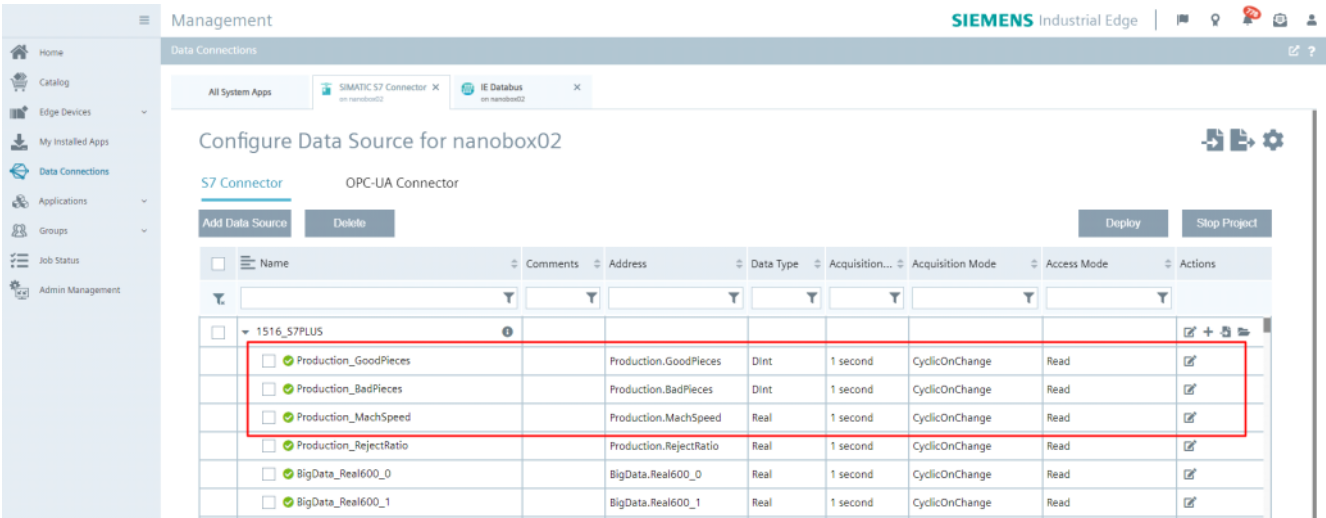 Management
SIEMENS Industrial Edge
Home
Data Connections
Catalog
All System Apps
SIMATIC S7 Connector
on nanobox02
IE Databus
on nanobox02
Edge Devices
My Installed Apps
Configure Data Source for nanobox02
Data Connections
S7 Connector OPC-UA Connector
Applications
Add Data Source Delete Deploy Stop Project
Groups
Job Status
Name Comments Address Data Type Acquisition... Acquisition Mode Access Mode Actions
Admin Management
1516_S7PLUS
Production_GoodPieces Production.GoodPieces DInt 1 second CyclicOnChange Read
Production_BadPieces Production.BadPieces DInt 1 second CyclicOnChange Read
Production_MachSpeed Production.MachSpeed Real 1 second CyclicOnChange Read
Production_RejectRatio Production.RejectRatio Real 1 second CyclicOnChange Read
BigData_Real600_0 BigData.Real600_0 Real 1 second CyclicOnChange Read
BigData_Real600_1 BigData.Real600_1 Real 1 second CyclicOnChange Read